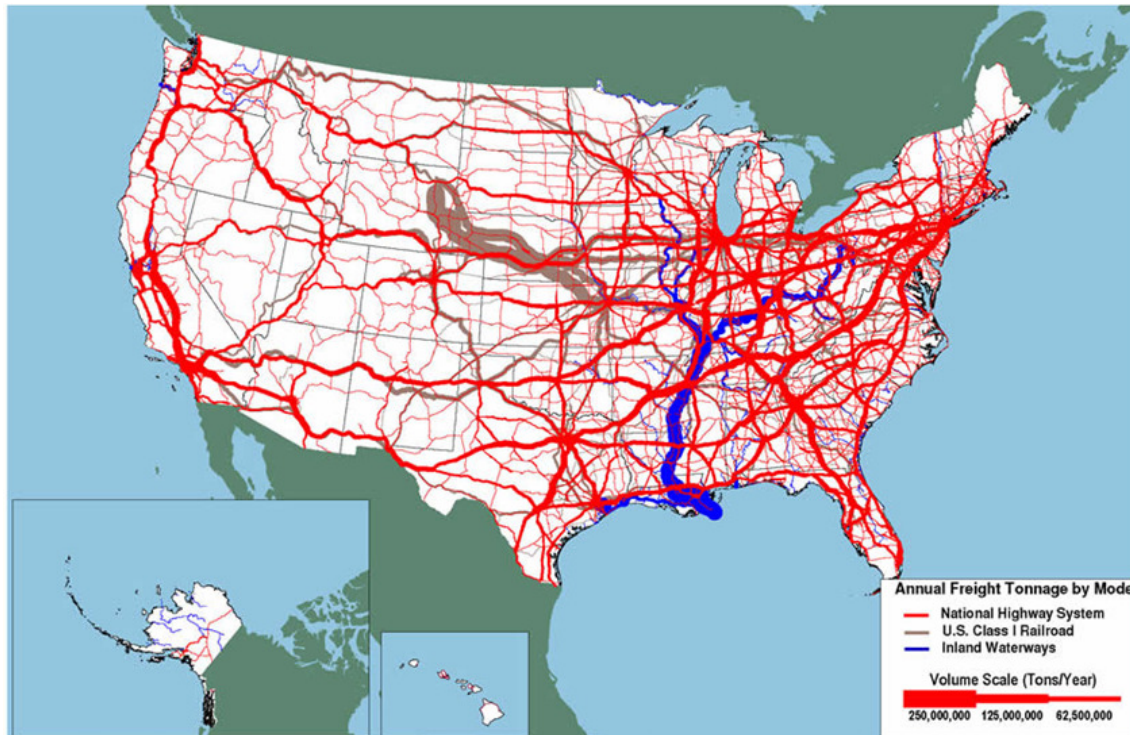 Annual Freight Tonnage by Mode
National Highway System
U.S. Class I Railroad
Inland Waterways
Volume Scale (Tons/Year)
250,000,000 125,000,000 62,500,000